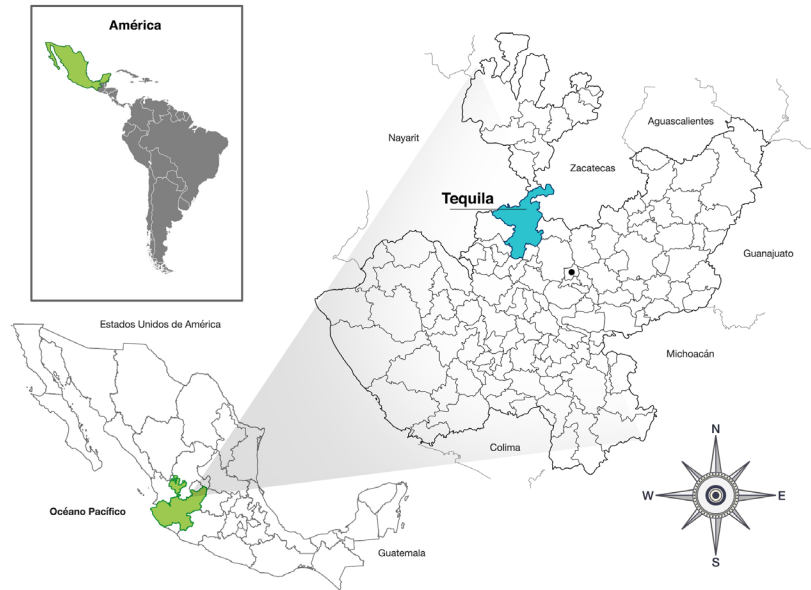 América
Nayarit
Aguascalientes
Zacatecas
Tequila
Guanajuato
Estados Unidos de América
Michoacán
Colima
Océano Pacífico
Guatemala
N
W
E
S